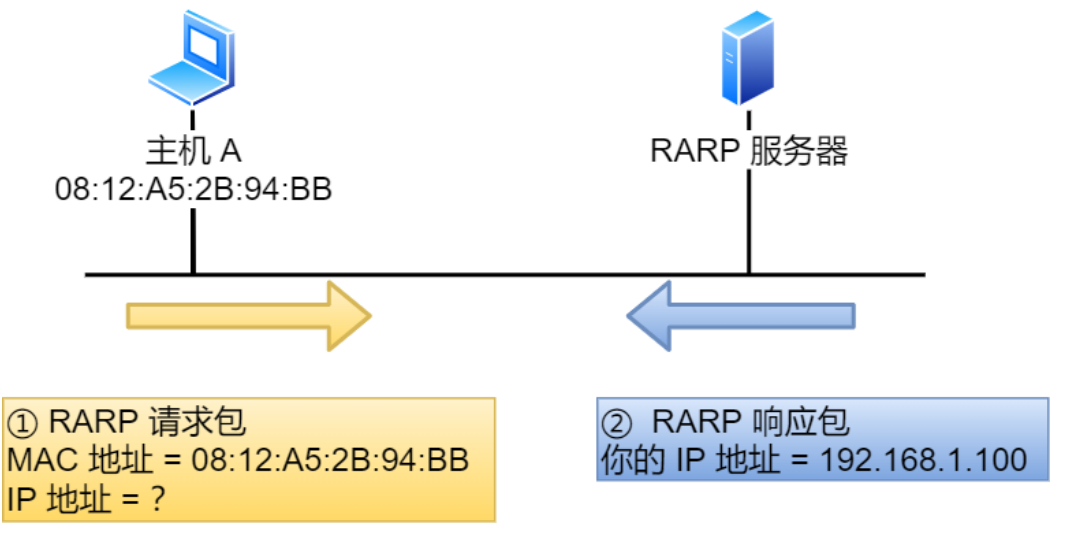 主机 A
08:12:A5:2B:94:BB
RARP 服务器
① RARP 请求包
MAC 地址 = 08:12:A5:2B:94:BB
IP 地址 = ？
② RARP 响应包
你的 IP 地址 = 192.168.1.100